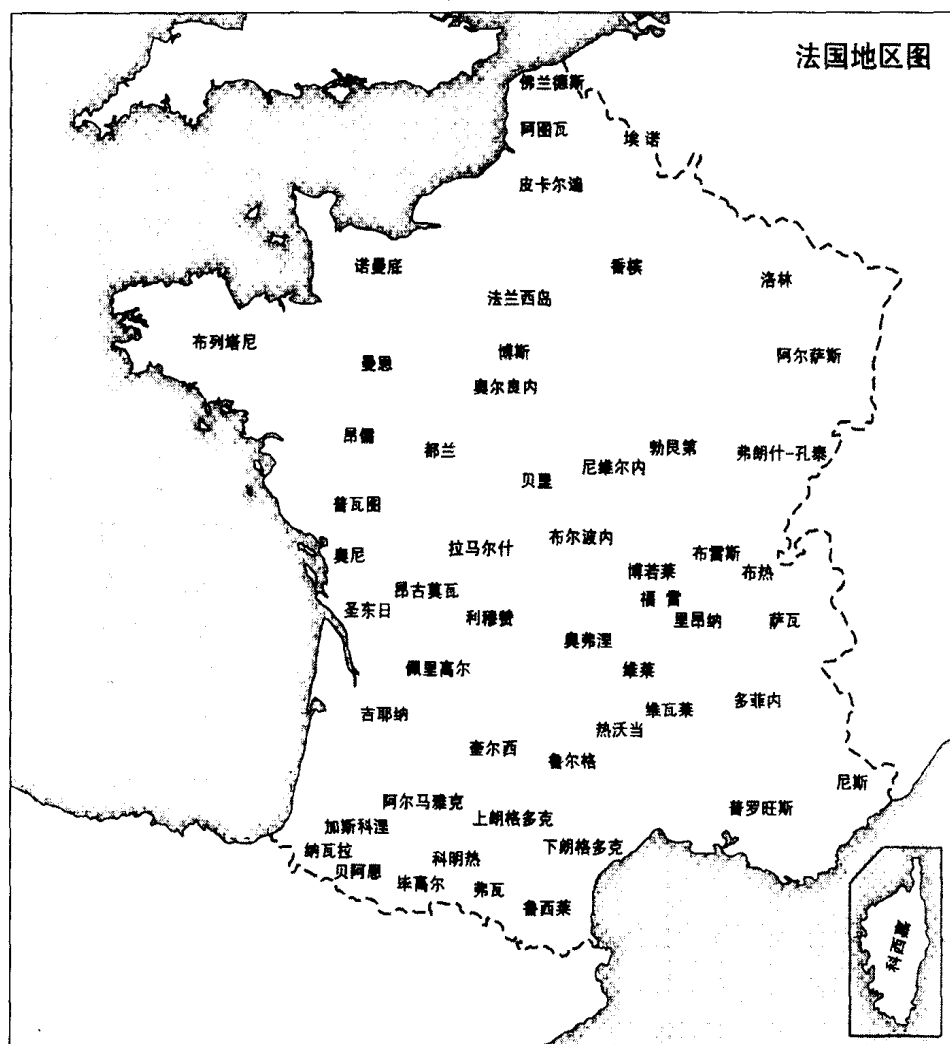 法国地区图
佛兰德斯
阿图瓦
埃诺
皮卡尔迪
诺曼底
香槟
洛林
法兰西岛
布列塔尼
曼恩
博斯
阿尔萨斯
奥尔良内
昂儒
都兰
勃艮第
弗朗什-孔泰
尼维尔内
贝里
普瓦图
布尔波内
奥尼
拉马尔什
布雷斯
博若莱
布热
昂古莫瓦
福雷
圣东日
利穆赞
里昂纳
萨瓦
奥弗涅
佩里高尔
维莱
多菲内
吉耶纳
维瓦莱
热沃当
奎尔西
鲁尔格
尼斯
阿尔马雅克
普罗旺斯
上朗格多克
加斯科涅
下朗格多克
纳瓦拉
科明热
贝阿恩
毕高尔
弗瓦
鲁西莱
科西嘉